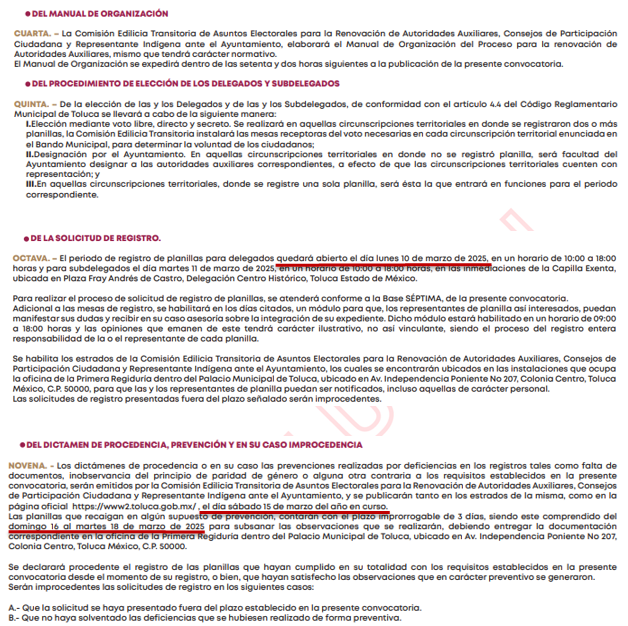 ●DEL MANUAL DE ORGANIZACIÓN
CUARTA. – La Comisión Edilicia Transitoria de Asuntos Electorales para la Renovación de Autoridades Auxiliares, Consejos de Participación
Ciudadana y Representante Indígena ante el Ayuntamiento, elaborará el Manual de Organización del Proceso para la renovación de
Autoridades Auxiliares, mismo que tendrá carácter normativo.
El Manual de Organización se expedirá dentro de las setenta y dos horas siguientes a la publicación de la presente convocatoria.
●DEL PROCEDIMIENTO DE ELECCIÓN DE LOS DELEGADOS Y SUBDELEGADOS
QUINTA. – De la elección de las y los Delegados y de las y los Subdelegados, de conformidad con el artículo 4.4 del Código Reglamentario
Municipal de Toluca se llevará a cabo de la siguiente manera:
I.Elección mediante voto libre, directo y secreto. Se realizará en aquellas circunscripciones territoriales en donde se registraron dos o más
planillas, la Comisión Edilicia Transitoria instalará las mesas receptoras del voto necesarias en cada circunscripción territorial enunciada en
el Bando Municipal, para determinar la voluntad de los ciudadanos;
II.Designación por el Ayuntamiento. En aquellas circunscripciones territoriales en donde no se registró planilla, será facultad del
Ayuntamiento designar a las autoridades auxiliares correspondientes, a efecto de que las circunscripciones territoriales cuenten con
representación; y
III.En aquellas circunscripciones territoriales, donde se registre una sola planilla, será ésta la que entrará en funciones para el periodo
correspondiente.
●DE LA SOLICITUD DE REGISTRO.
OCTAVA. – El periodo de registro de planillas para delegados quedará abierto el día lunes 10 de marzo de 2025, en un horario de 10:00 a 18:00
horas y para subdelegados el día martes 11 de marzo de 2025, en un horario de 10:00 a 18:00 horas, en las inmediaciones de la Capilla Exenta,
ubicada en Plaza Fray Andrés de Castro, Delegación Centro Histórico, Toluca Estado de México.
Para realizar el proceso de solicitud de registro de planillas, se atenderá conforme a la Base SÉPTIMA, de la presente convocatoria.
Adicional a las mesas de registro, se habilitará en los días citados, un módulo para que, los representantes de planilla así interesados, puedan
manifestar sus dudas y recibir en su caso asesoría sobre la integración de su expediente. Dicho módulo estará habilitado en un horario de 09:00
a 18:00 horas y las opiniones que emanen de este tendrá carácter ilustrativo, no así vinculante, siendo el proceso del registro entera
responsabilidad de la o el representante de cada planilla.
Se habilita los estrados de la Comisión Edilicia Transitoria de Asuntos Electorales para la Renovación de Autoridades Auxiliares, Consejos de
Participación Ciudadana y Representante Indígena ante el Ayuntamiento, los cuales se encontrarán ubicados en las instalaciones que ocupa
la oficina de la Primera Regiduría dentro del Palacio Municipal de Toluca, ubicado en Av. Independencia Poniente No 207, Colonia Centro, Toluca
México, C.P. 50000, para que las y los representantes de planilla puedan ser notificados, incluso aquellas de carácter personal.
Las solicitudes de registro presentadas fuera del plazo señalado serán improcedentes.
●DEL DICTAMEN DE PROCEDENCIA, PREVENCIÓN Y EN SU CASO IMPROCEDENCIA
NOVENA. - Los dictámenes de procedencia o en su caso las prevenciones realizadas por deficiencias en los registros tales como falta de
documentos, inobservancia del principio de paridad de género o alguna otra contraria a los requisitos establecidos en la presente
convocatoria, serán emitidos por la Comisión Edilicia Transitoria de Asuntos Electorales para la Renovación de Autoridades Auxiliares, Consejos
de Participación Ciudadana y Representante Indígena ante el Ayuntamiento, y se publicarán tanto en los estrados de la misma, como en la
página oficial https://www2.toluca.gob.mx/ , el día sábado 15 de marzo del año en curso.
Las planillas que recaigan en algún supuesto de prevención, contarán con el plazo improrrogable de 3 días, siendo este comprendido del
domingo 16 al martes 18 de marzo de 2025 para subsanar las observaciones que se realizarán, debiendo entregar la documentación
correspondiente en la oficina de la Primera Regiduría dentro del Palacio Municipal de Toluca, ubicado en Av. Independencia Poniente No 207,
Colonia Centro, Toluca México, C.P. 50000.
Se declarará procedente el registro de las planillas que hayan cumplido en su totalidad con los requisitos establecidos en la presente
convocatoria desde el momento de su registro, o bien, que hayan satisfecho las observaciones que en carácter preventivo se generaron.
Serán improcedentes las solicitudes de registro en los siguientes casos:
A.- Que la solicitud se haya presentado fuera del plazo establecido en la presente convocatoria.
B.- Que no haya solventado las deficiencias que se hubiesen realizado de forma preventiva.